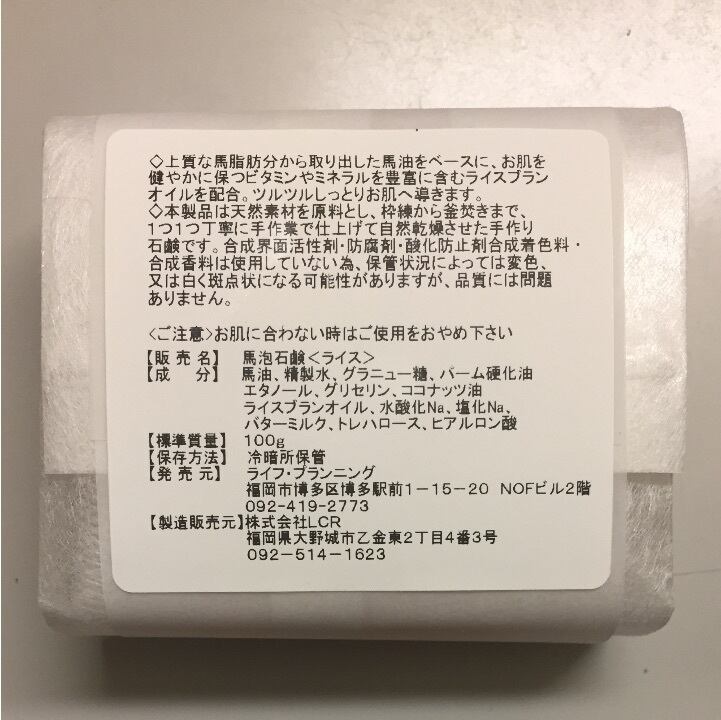 ◇上質な馬脂肪分から取り出した馬油をベースに、お肌を
健やかに保つビタミンやミネラルを豊富に含むライスブラン
オイルを配合。ツルツルしっとりお肌へ導きます。
◇本製品は天然素材を原料とし、枠練から釜焚きまで、
1つ1つ丁寧に手作業で仕上げて自然乾燥させた手作り
石鹸です。合成界面活性剤・防腐剤・酸化防止剤合成着色料・
合成香料は使用していない為、保管状況によっては変色、
又は白く斑点状になる可能性がありますが、品質には問題
ありません。
<ご注意>お肌に合わない時はご使用をおやめ下さい
【販売名】 馬泡石鹸<ライス>
【成 分】 馬油、精製水、グラニュー糖、パーム硬化油
エタノール、グリセリン、ココナッツ油
ライスブランオイル、水酸化Na、塩化Na、
バターミルク、トレハロース、ヒアルロン酸
【標準質量】 100g
【保存方法】 冷暗所保管
【発売元】 ライフ・プランニング
福岡市博多区博多駅前1-15-20 NOFビル2階
092-419-2773
【製造販売元】株式会社LCR
福岡県大野城市乙金東2丁目4番3号
092-514-1623